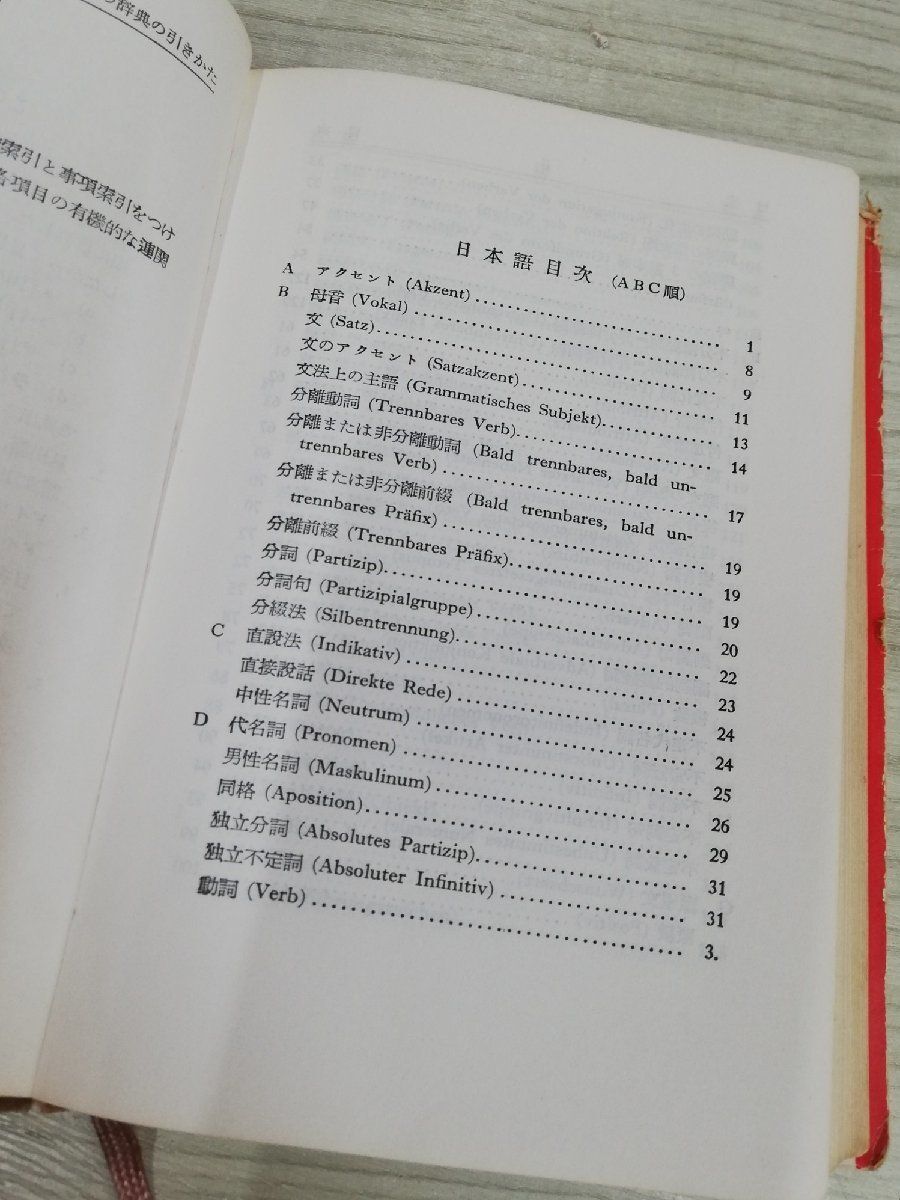 辞典の引きかた
索引と事項索引をつけ
項目の有機的な連関
日本語目次 (ABC順)
A アクセント (Akzent) 1
B 母音 (Vokal) 8
文 (Satz) 9
文のアクセント (Satzakzent) 11
文法上の主語 (Grammatisches Subjekt) 13
分離動詞 (Trennbares Verb) 14
分離または非分離動詞 (Bald trennbares, bald un-
trennbares Verb) 17
分離または非分離前綴 (Bald trennbares, bald un-
trennbares Präfix) 19
分離前綴 (Trennbares Präfix) 19
分詞 (Partizip) 19
分詞句 (Partizipialgruppe) 20
分綴法 (Silbentrennung) 22
C 直説法 (Indikativ) 23
直接説話 (Direkte Rede) 24
中性名詞 (Neutrum) 24
D 代名詞 (Pronomen) 25
男性名詞 (Maskulinum) 26
同格 (Aposition) 29
独立分詞 (Absolutes Partizip) 31
独立不定詞 (Absoluter Infinitiv) 31
動詞 (Verb) 3.